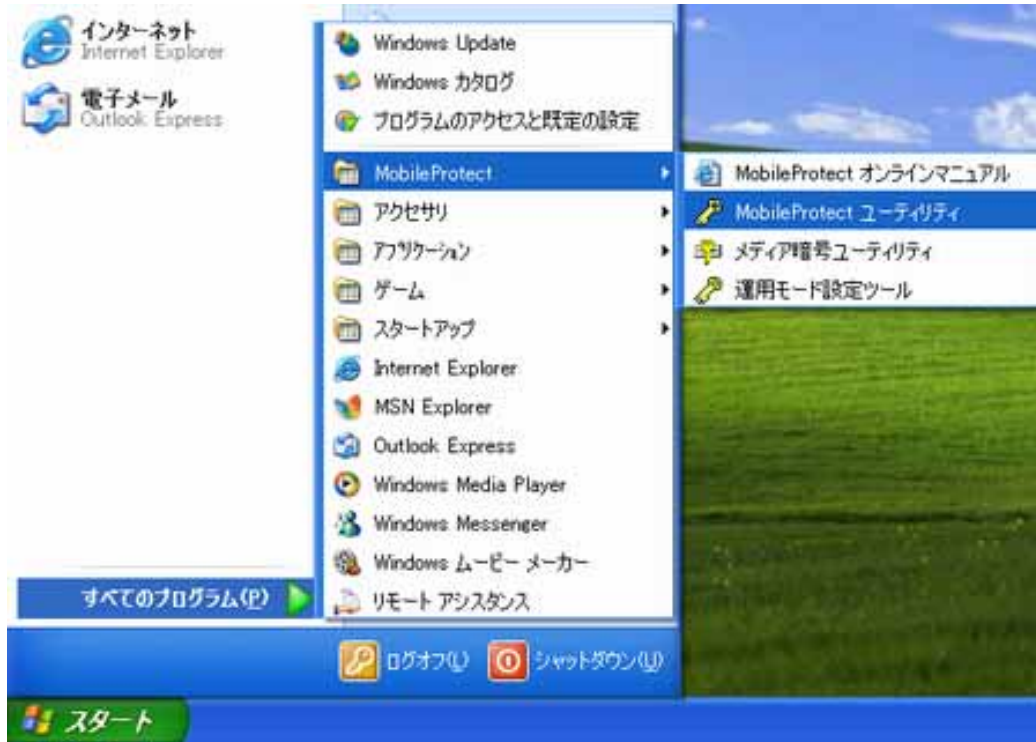 インターネット
Internet Explorer
電子メール
Outlook Express
すべてのプログラム(P)
Windows Update
Windows カタログ
プログラムのアクセスと既定の設定
MobileProtect
アクセサリ
アプリケーション
ゲーム
スタートアップ
Internet Explorer
MSN Explorer
Outlook Express
Windows Media Player
Windows Messenger
Windows ムービー メーカー
リモート アシスタンス
MobileProtect オンラインマニュアル
MobileProtect ユーティリティ
メディア暗号ユーティリティ
運用モード設定ツール
ログオフ(L)
シャットダウン(U)
スタート